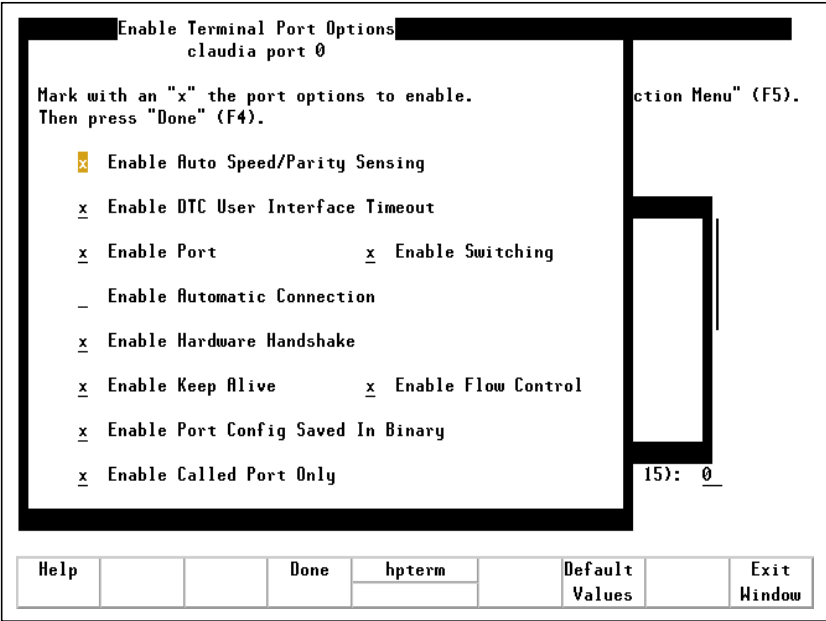 Enable Terminal Port Options
claudia port 0
Mark with an "x" the port options to enable.
Then press "Done" (F4).
ction Menu" (F5).
x Enable Auto Speed/Parity Sensing
x Enable DTC User Interface Timeout
x Enable Port x Enable Switching
_ Enable Automatic Connection
x Enable Hardware Handshake
x Enable Keep Alive x Enable Flow Control
x Enable Port Config Saved In Binary
x Enable Called Port Only
15): 0
Help Done hpterm Default Values Exit Window